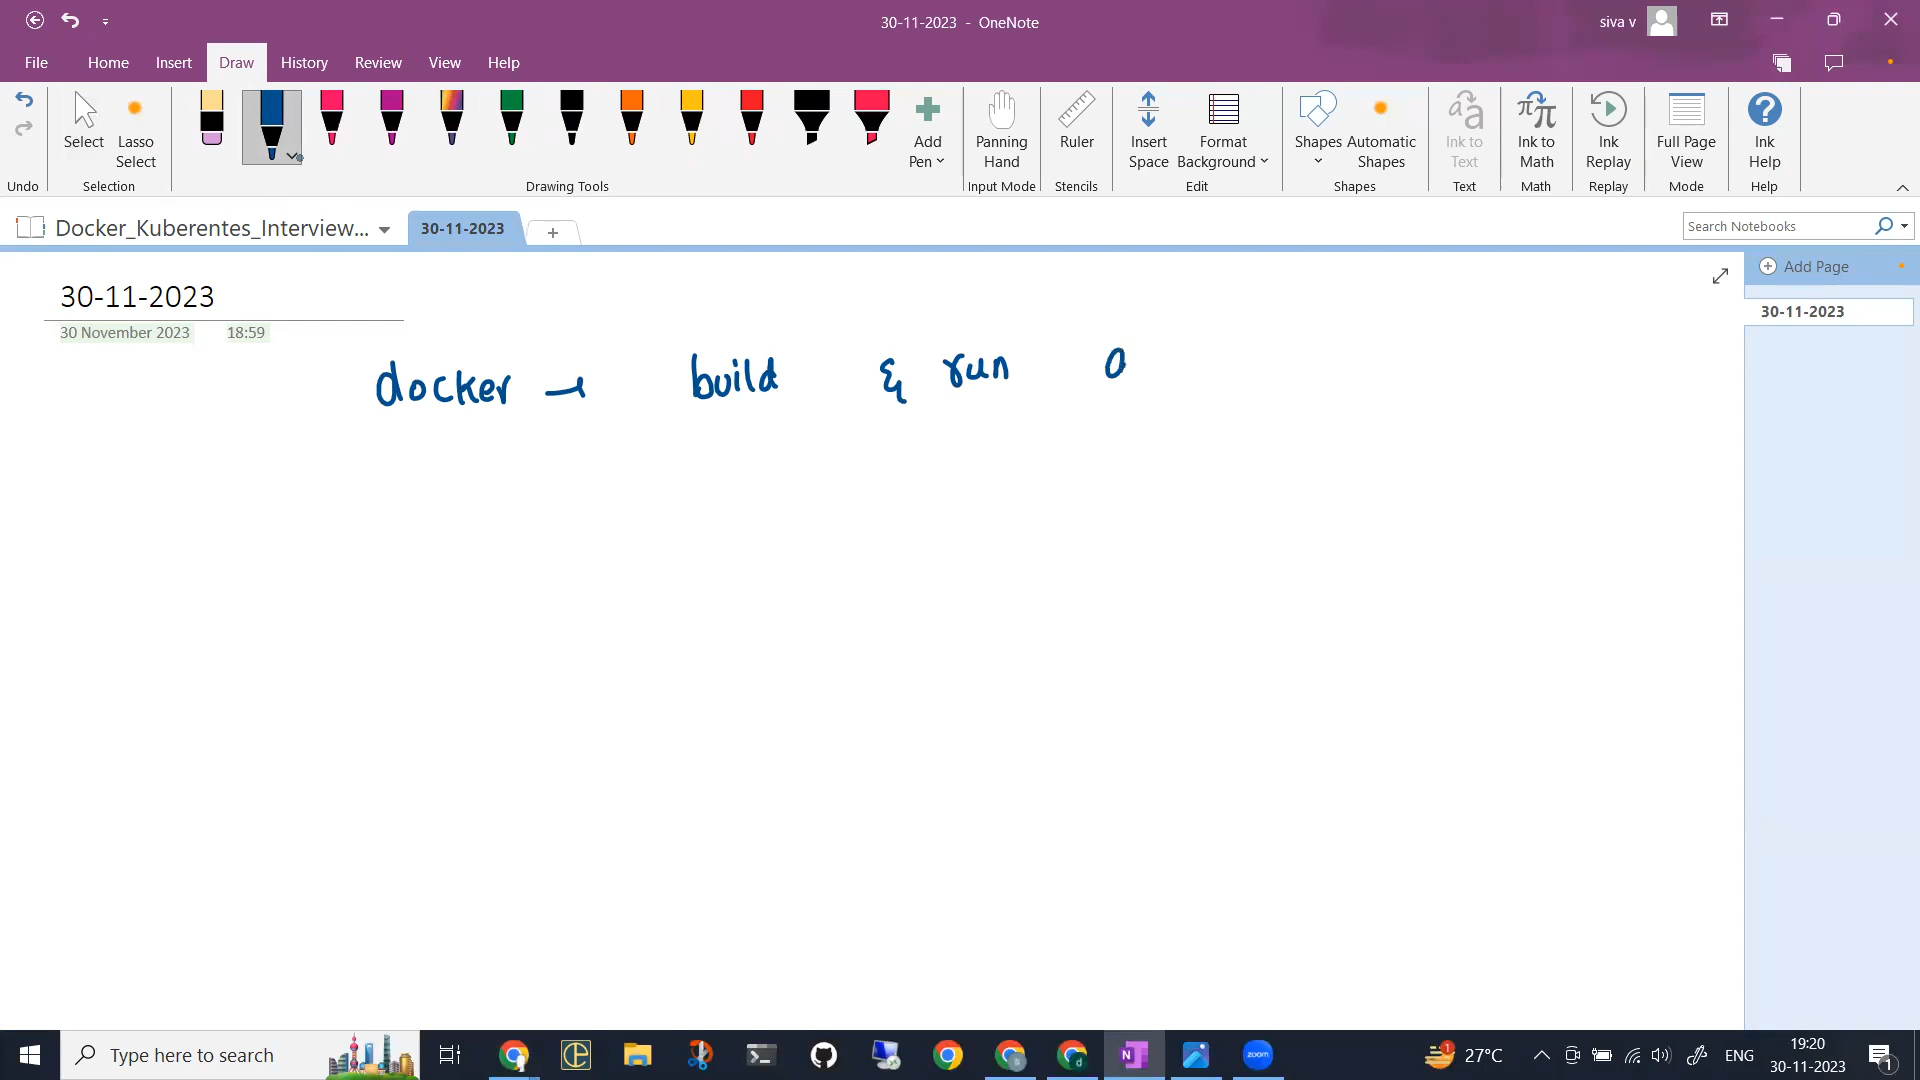 30-11-2023 - OneNote
siva v
File Home Insert Draw History Review View Help
Undo
Select
Lasso Select
Selection
Drawing Tools
Add Pen
Panning Hand
Input Mode
Ruler
Stencils
Insert Space
Format Background
Edit
Shapes
Automatic Shapes
Shapes
Ink to Text
Text
Ink to Math
Math
Ink Replay
Replay
Full Page View
Mode
Ink Help
Help
Docker_Kuberentes_Interview...
30-11-2023
Search Notebooks
Add Page
30-11-2023
30-11-2023
30 November 2023 18:59
docker → build & run a
Type here to search
zoom
27°C
ENG
19:20
30-11-2023
1